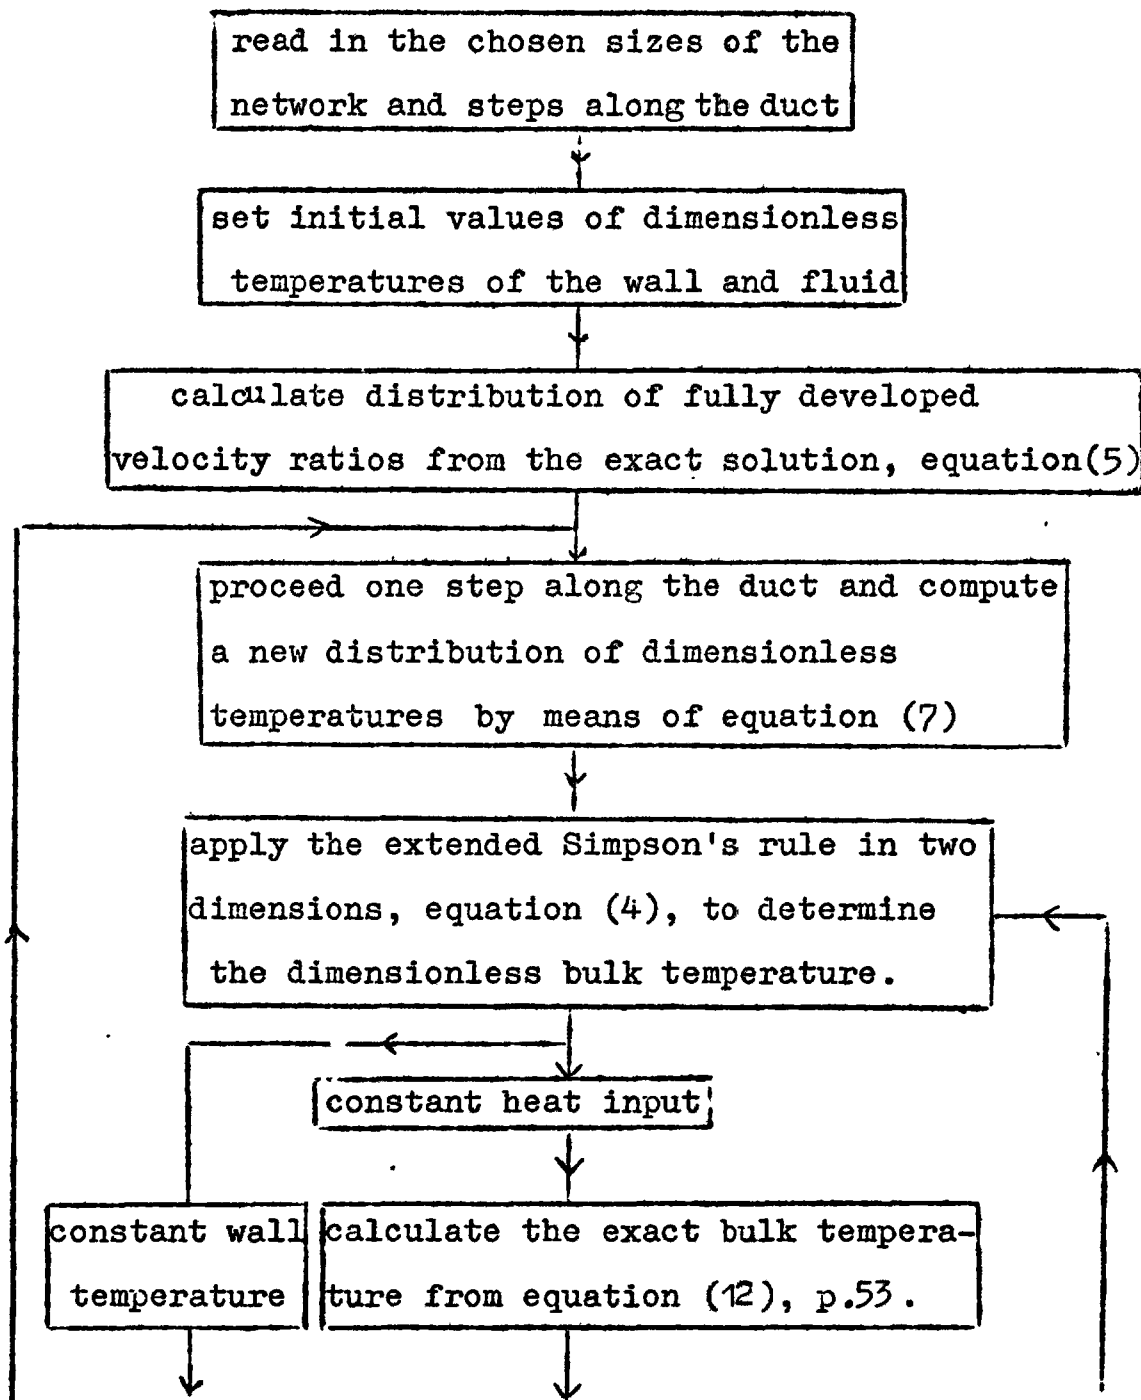 read in the chosen sizes of the
network and steps along the duct
set initial values of dimensionless
temperatures of the wall and fluid
calculate distribution of fully developed
velocity ratios from the exact solution, equation(5)
proceed one step along the duct and compute
a new distribution of dimensionless
temperatures by means of equation (7)
apply the extended Simpson's rule in two
dimensions, equation (4), to determine
the dimensionless bulk temperature.
constant heat input
constant wall
temperature
calculate the exact bulk tempera-
ture from equation (12), p.53.